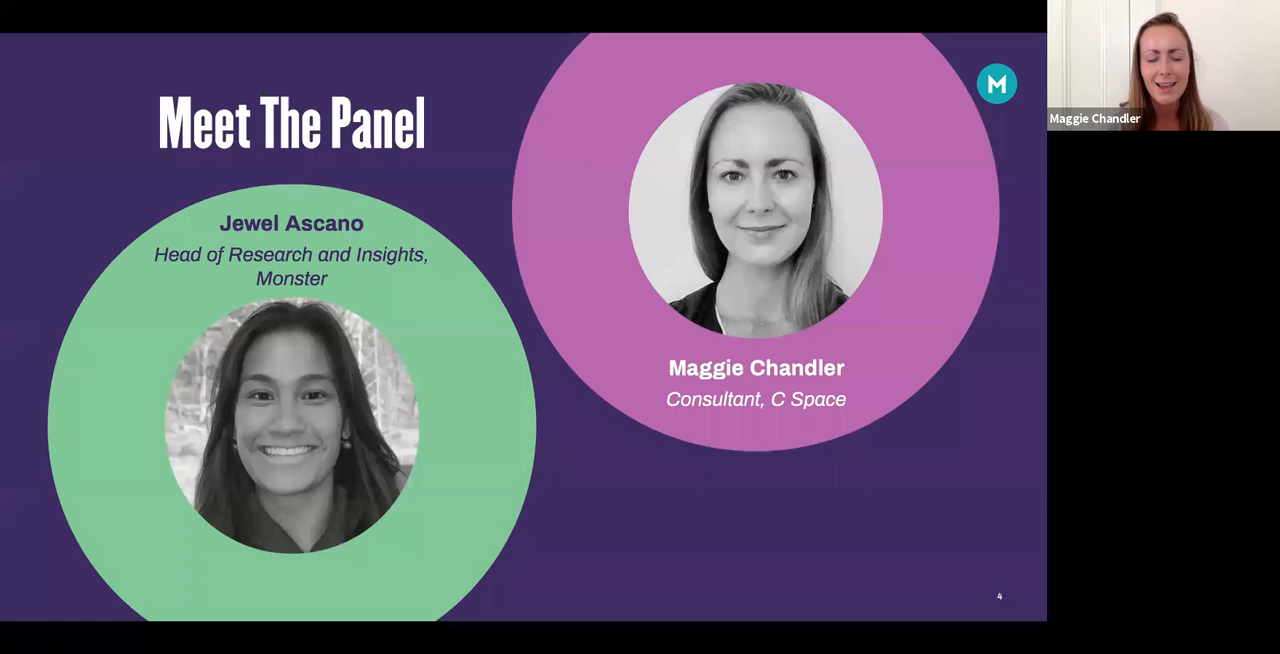 Meet The Panel
Jewel Ascano
Head of Research and Insights,
Monster
Maggie Chandler
Consultant, C Space
M
4
Maggie Chandler